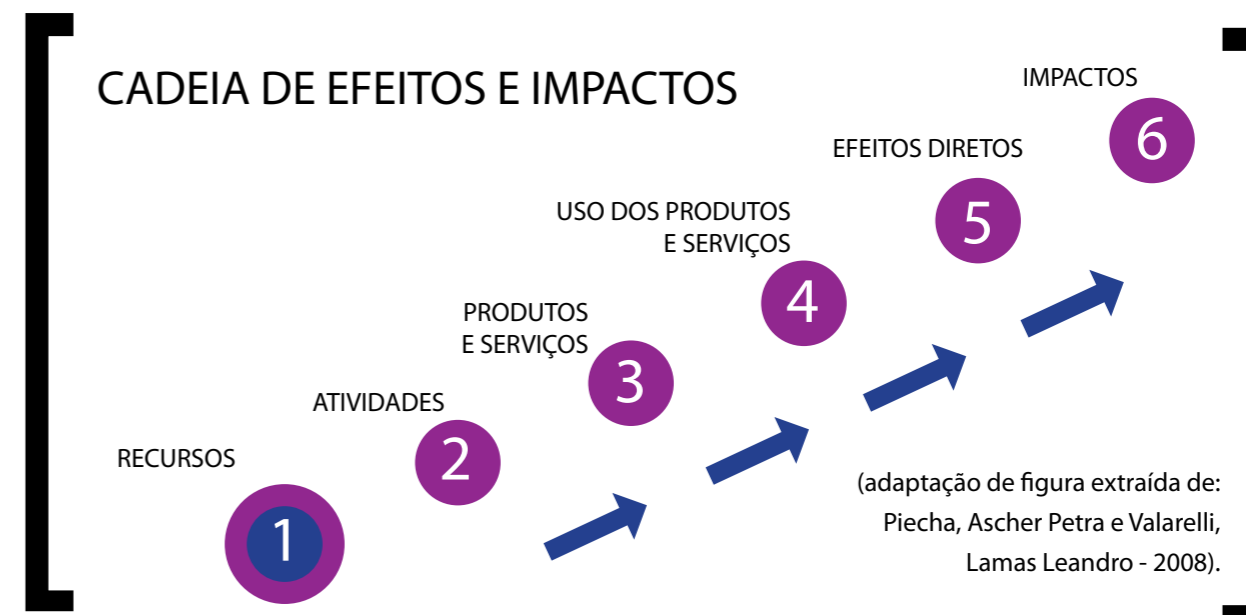 CADEIA DE EFEITOS E IMPACTOS
IMPACTOS
6
EFEITOS DIRETOS
5
USO DOS PRODUTOS
E SERVIÇOS
4
PRODUTOS
E SERVIÇOS
3
ATIVIDADES
2
RECURSOS
1
(adaptação de figura extraída de:
Piecha, Ascher Petra e Valarelli,
Lamas Leandro - 2008).